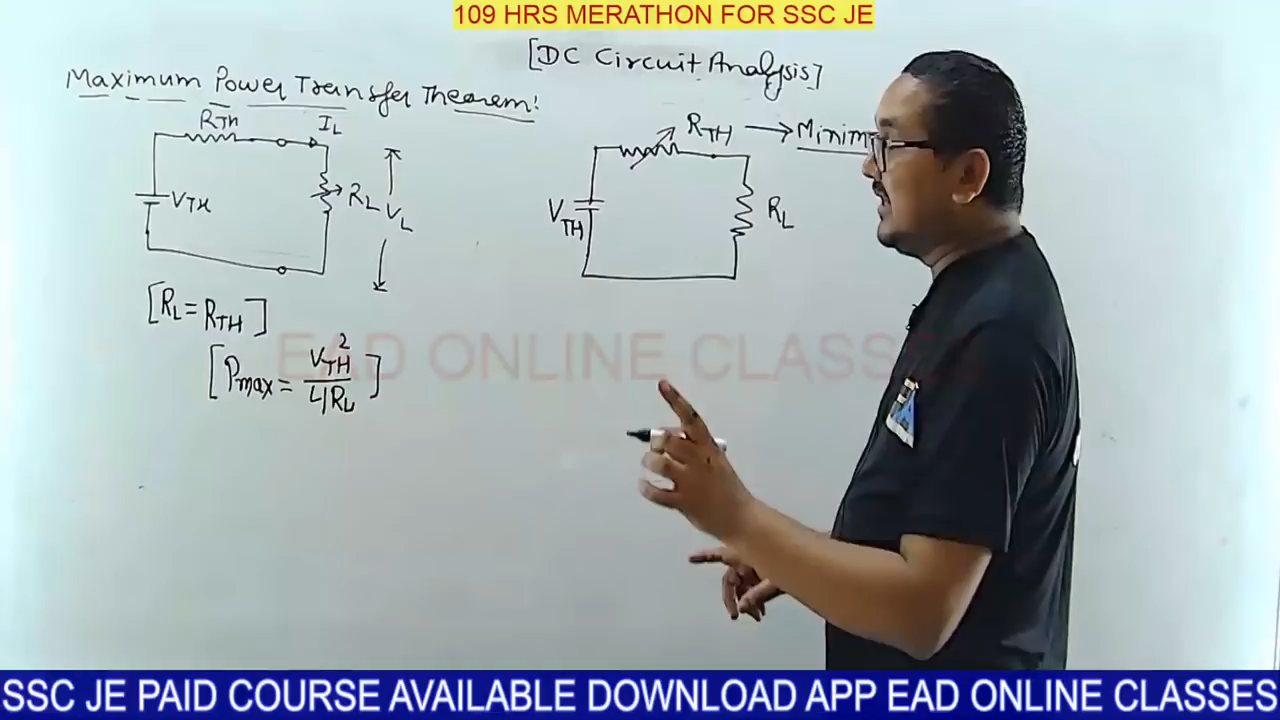 109 HRS MERATHON FOR SSC JE
[DC Circuit Analysis]
Maximum Power Transfer Theorem:
RTh
IL
VTH
RL
VL
RTH → Minim
VTH
RL
[RL = RTH]
[Pmax = VTH² / 4RL]
EAD ONLINE CLASSES
SSC JE PAID COURSE AVAILABLE DOWNLOAD APP EAD ONLINE CLASSES